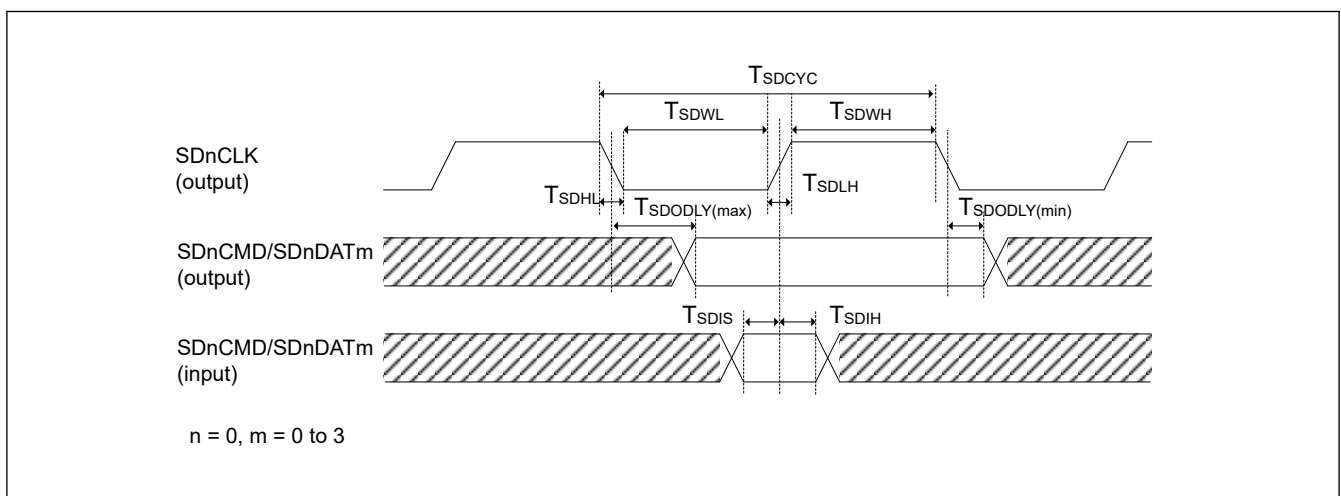 TSDCYC
TSDWL
TSDWH
SDnCLK
(output)
TSDHL
TSDLH
TSDODLY(max)
TSDODLY(min)
SDnCMD/SDnDATm
(output)
TSDIS
TSDIH
SDnCMD/SDnDATm
(input)
n = 0, m = 0 to 3